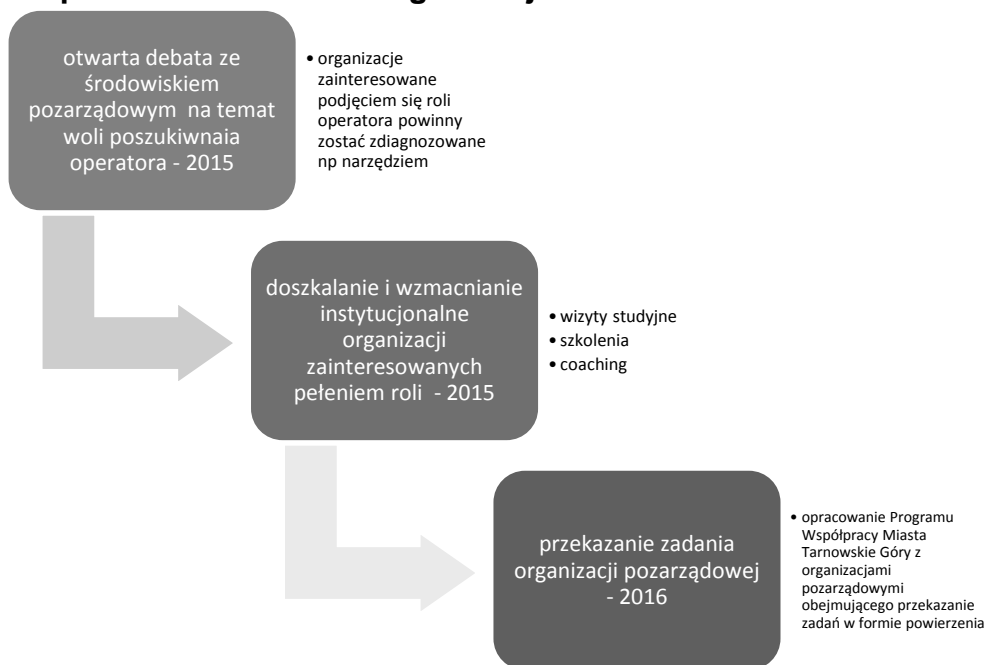 otwarta debata ze
środowiskiem
pozarządowym na temat
woli poszukiwnaia
operatora - 2015
• organizacje
zainteresowane
podjęciem się roli
operatora powinny
zostać zdiagnozowane
np narzędziem
doszkalanie i wzmacnianie
instytucjonalne
organizacji
zainteresowanych
pełeniem roli - 2015
• wizyty studyjne
• szkolenia
• coaching
przekazanie zadania
organizacji pozarządowej
- 2016
• opracowanie Programu
Współpracy Miasta
Tarnowskie Góry z
organizacjami
pozarządowymi
obejmującego przekazanie
zadań w formie powierzenia